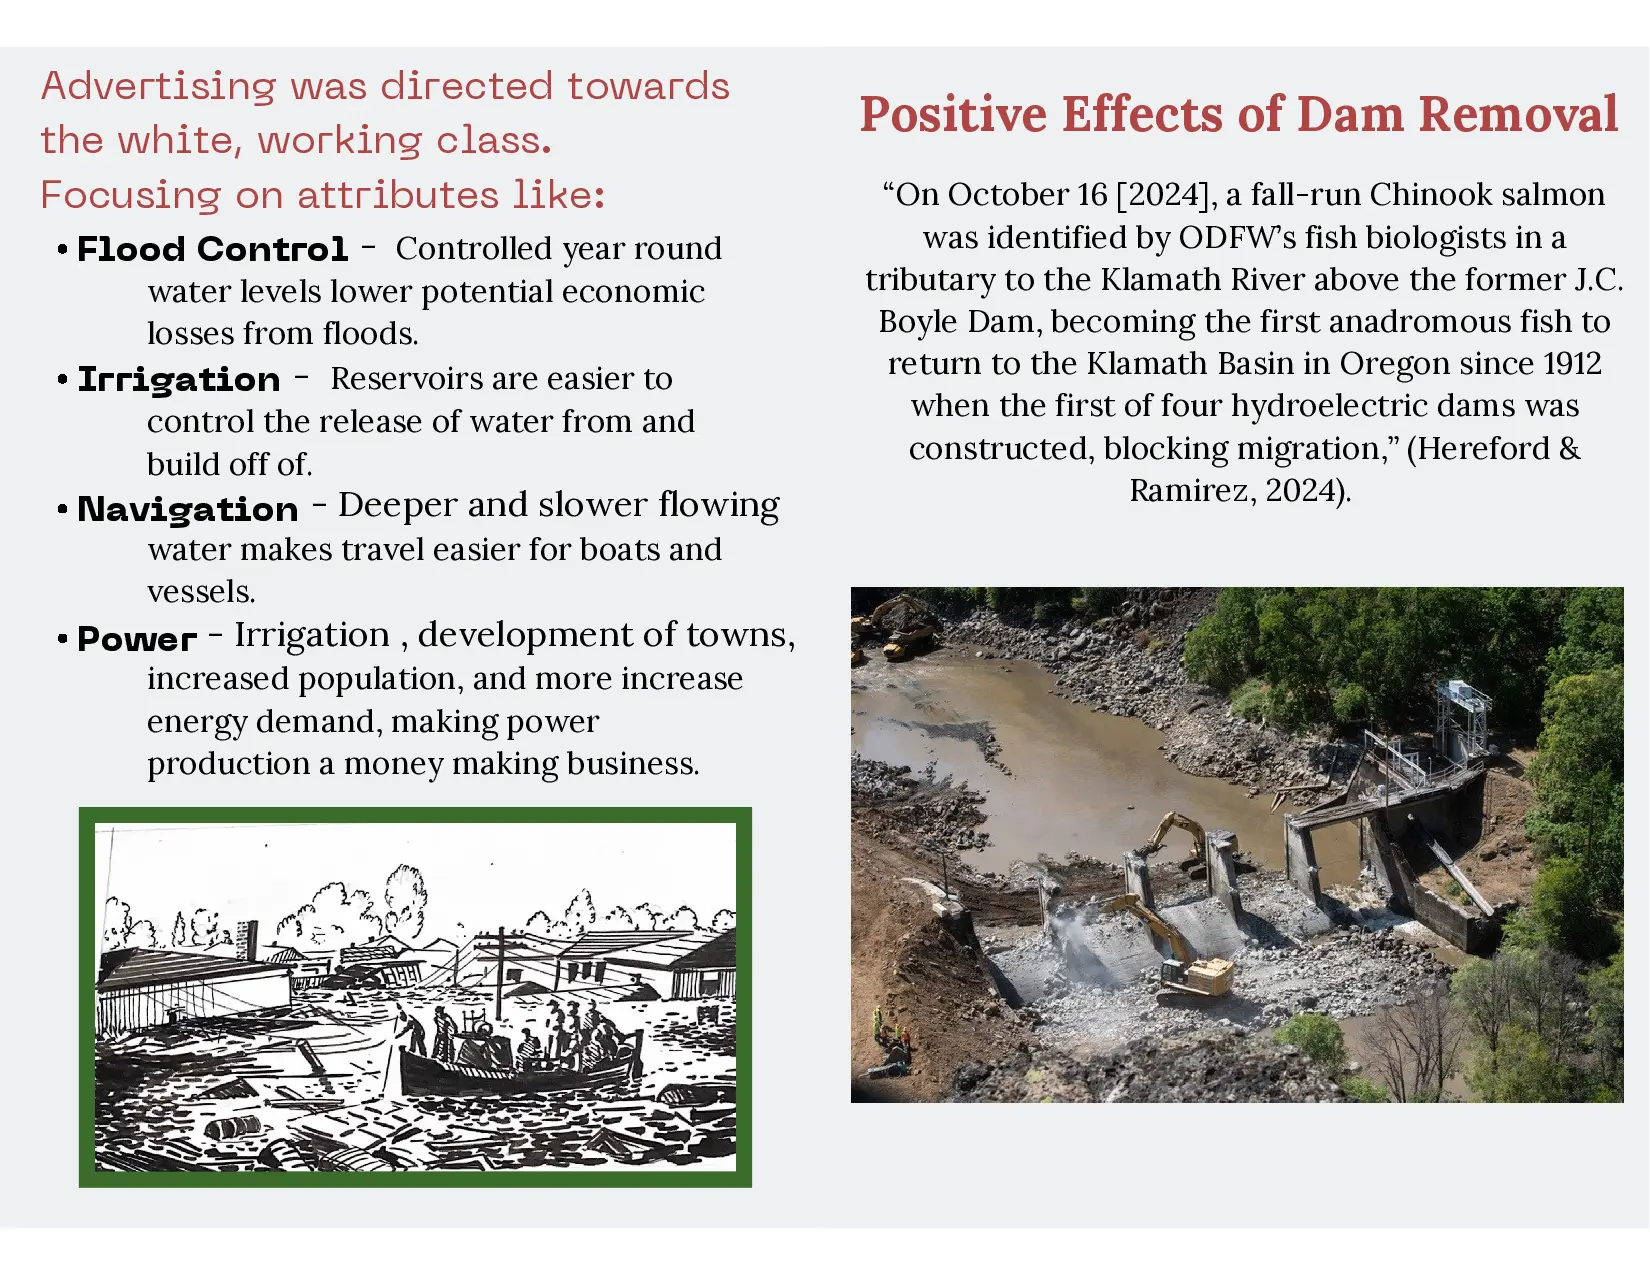 Advertising was directed towards
the white, working class.
Focusing on attributes like:
• Flood Control - Controlled year round
water levels lower potential economic
losses from floods.
• Irrigation - Reservoirs are easier to
control the release of water from and
build off of.
• Navigation - Deeper and slower flowing
water makes travel easier for boats and
vessels.
• Power - Irrigation , development of towns,
increased population, and more increase
energy demand, making power
production a money making business.
Positive Effects of Dam Removal
“On October 16 [2024], a fall-run Chinook salmon
was identified by ODFW’s fish biologists in a
tributary to the Klamath River above the former J.C.
Boyle Dam, becoming the first anadromous fish to
return to the Klamath Basin in Oregon since 1912
when the first of four hydroelectric dams was
constructed, blocking migration,” (Hereford &
Ramirez, 2024).